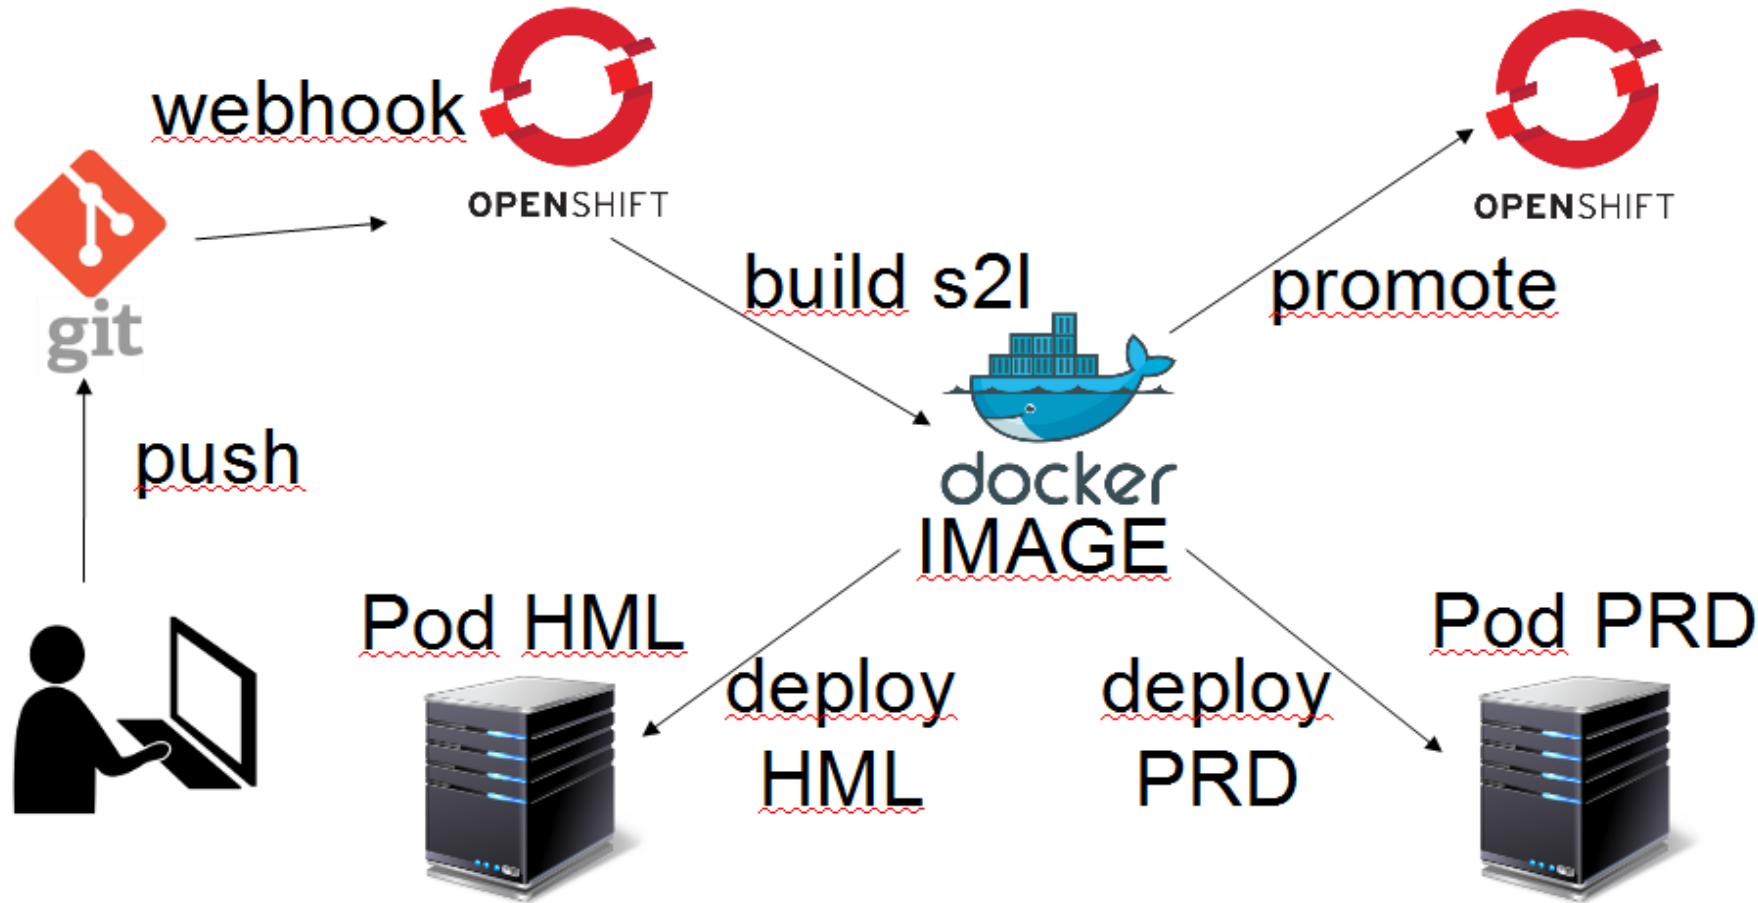 webhook
OPENSHIFT
OPENSHIFT
git
build s2I
promote
push
docker
IMAGE
Pod HML
Pod PRD
deploy
HML
deploy
PRD